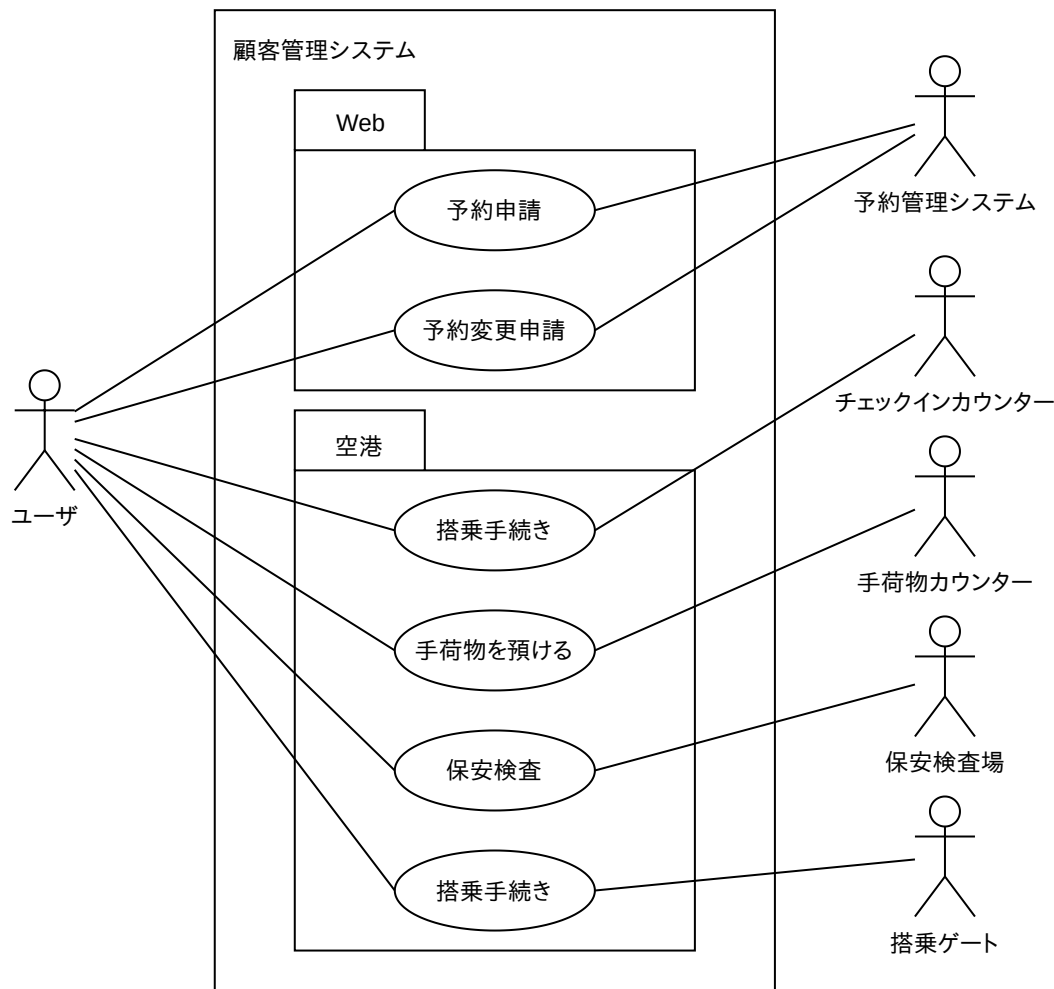 顧客管理システム
Web
予約申請
予約変更申請
空港
搭乗手続き
手荷物を預ける
保安検査
搭乗手続き
ユーザ
予約管理システム
チェックインカウンター
手荷物カウンター
保安検査場
搭乗ゲート